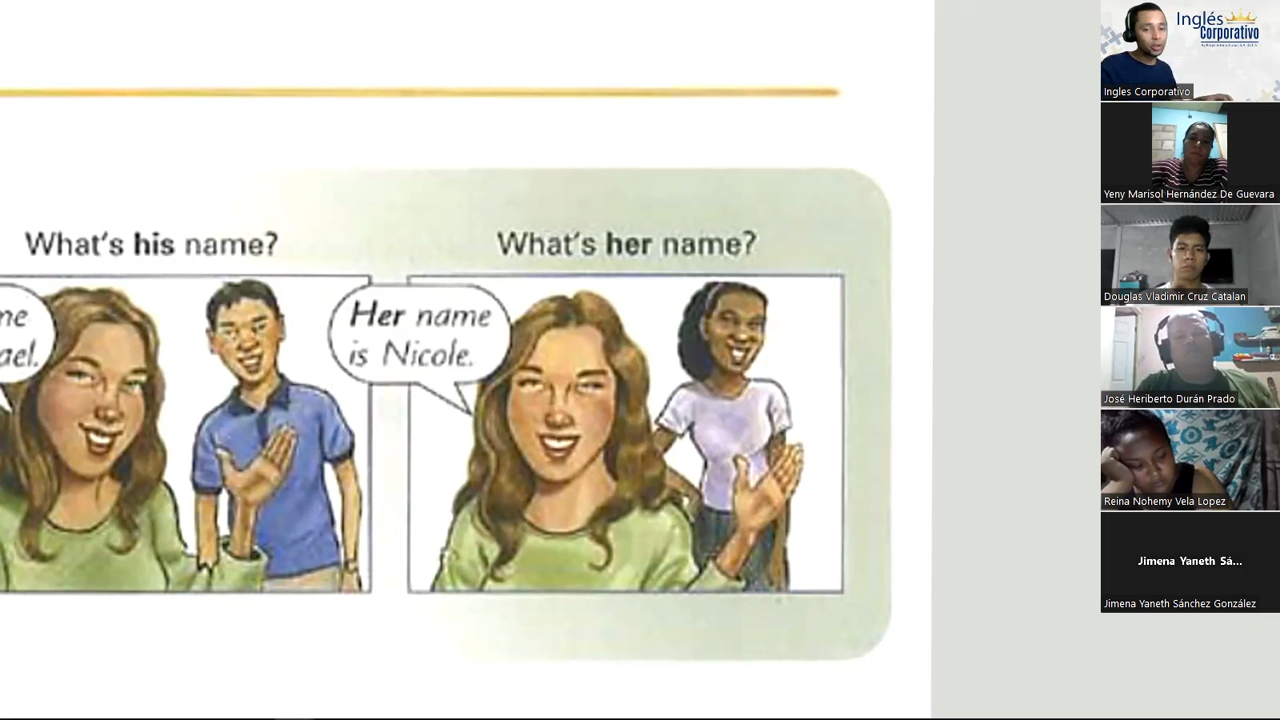 What's his name?
What's her name?
me
ael.
Her name
is Nicole.
Inglés
Corporativo
Ingles Corporativo
Yeny Marisol Hernández De Guevara
Douglas Vladimir Cruz Catalan
José Heriberto Durán Prado
Reina Nohemy Vela Lopez
Jimena Yaneth Sá...
Jimena Yaneth Sánchez González